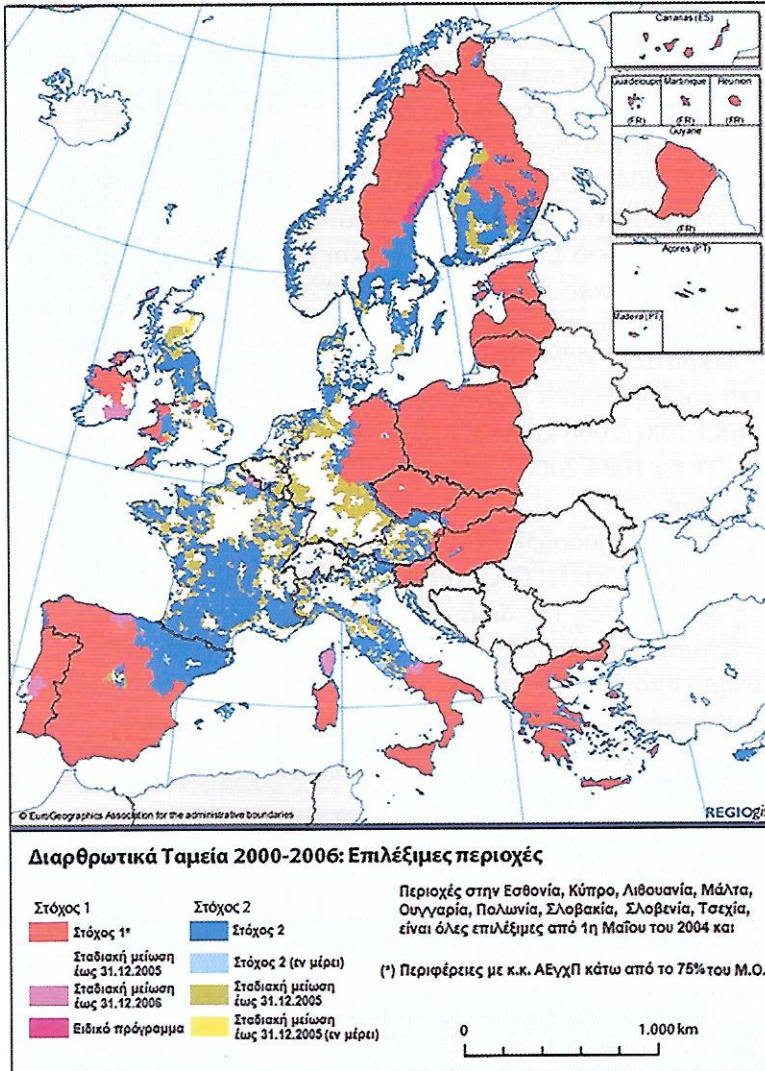 Canarias (ES)
Guadeloupe
Martinique
Réunion
(FR)
(FR)
(FR)
Guyane
(FR)
Açores (PT)
Madeira (PT)
© EuroGeographics Association for the administrative boundaries
REGIOgis
Διαρθρωτικά Ταμεία 2000-2006: Επιλέξιμες περιοχές
Στόχος 1
Στόχος 1*
Σταδιακή μείωση
έως 31.12.2005
Σταδιακή μείωση
έως 31.12.2006
Ειδικό πρόγραμμα
Στόχος 2
Στόχος 2
Στόχος 2 (εν μέρει)
Σταδιακή μείωση
έως 31.12.2005
Σταδιακή μείωση
έως 31.12.2005 (εν μέρει)
Περιοχές στην Εσθονία, Κύπρο, Λιθουανία, Μάλτα,
Ουγγαρία, Πολωνία, Σλοβακία, Σλοβενία, Τσεχία,
είναι όλες επιλέξιμες από 1η Μαΐου του 2004 και
(*) Περιφέρειες με κ.κ. ΑΕγχΠ κάτω από το 75% του Μ.Ο.
0
1.000 km